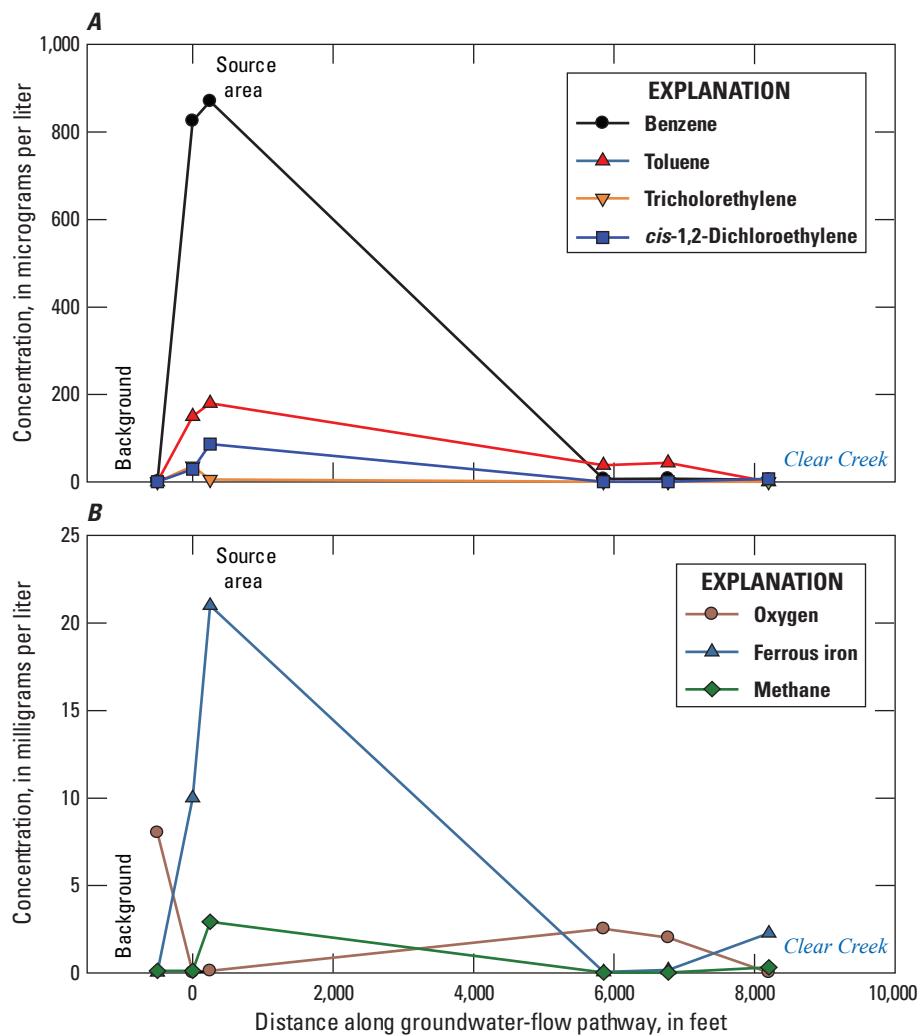 A
1,000
800
600
400
200
0
Concentration, in micrograms per liter
Background
Source
area
EXPLANATION
Benzene
Toluene
Tricholorethylene
cis-1,2-Dichloroethylene
Clear Creek
B
25
20
15
10
5
0
Concentration, in milligrams per liter
Background
Source
area
EXPLANATION
Oxygen
Ferrous iron
Methane
Clear Creek
0 2,000 4,000 6,000 8,000 10,000
Distance along groundwater-flow pathway, in feet